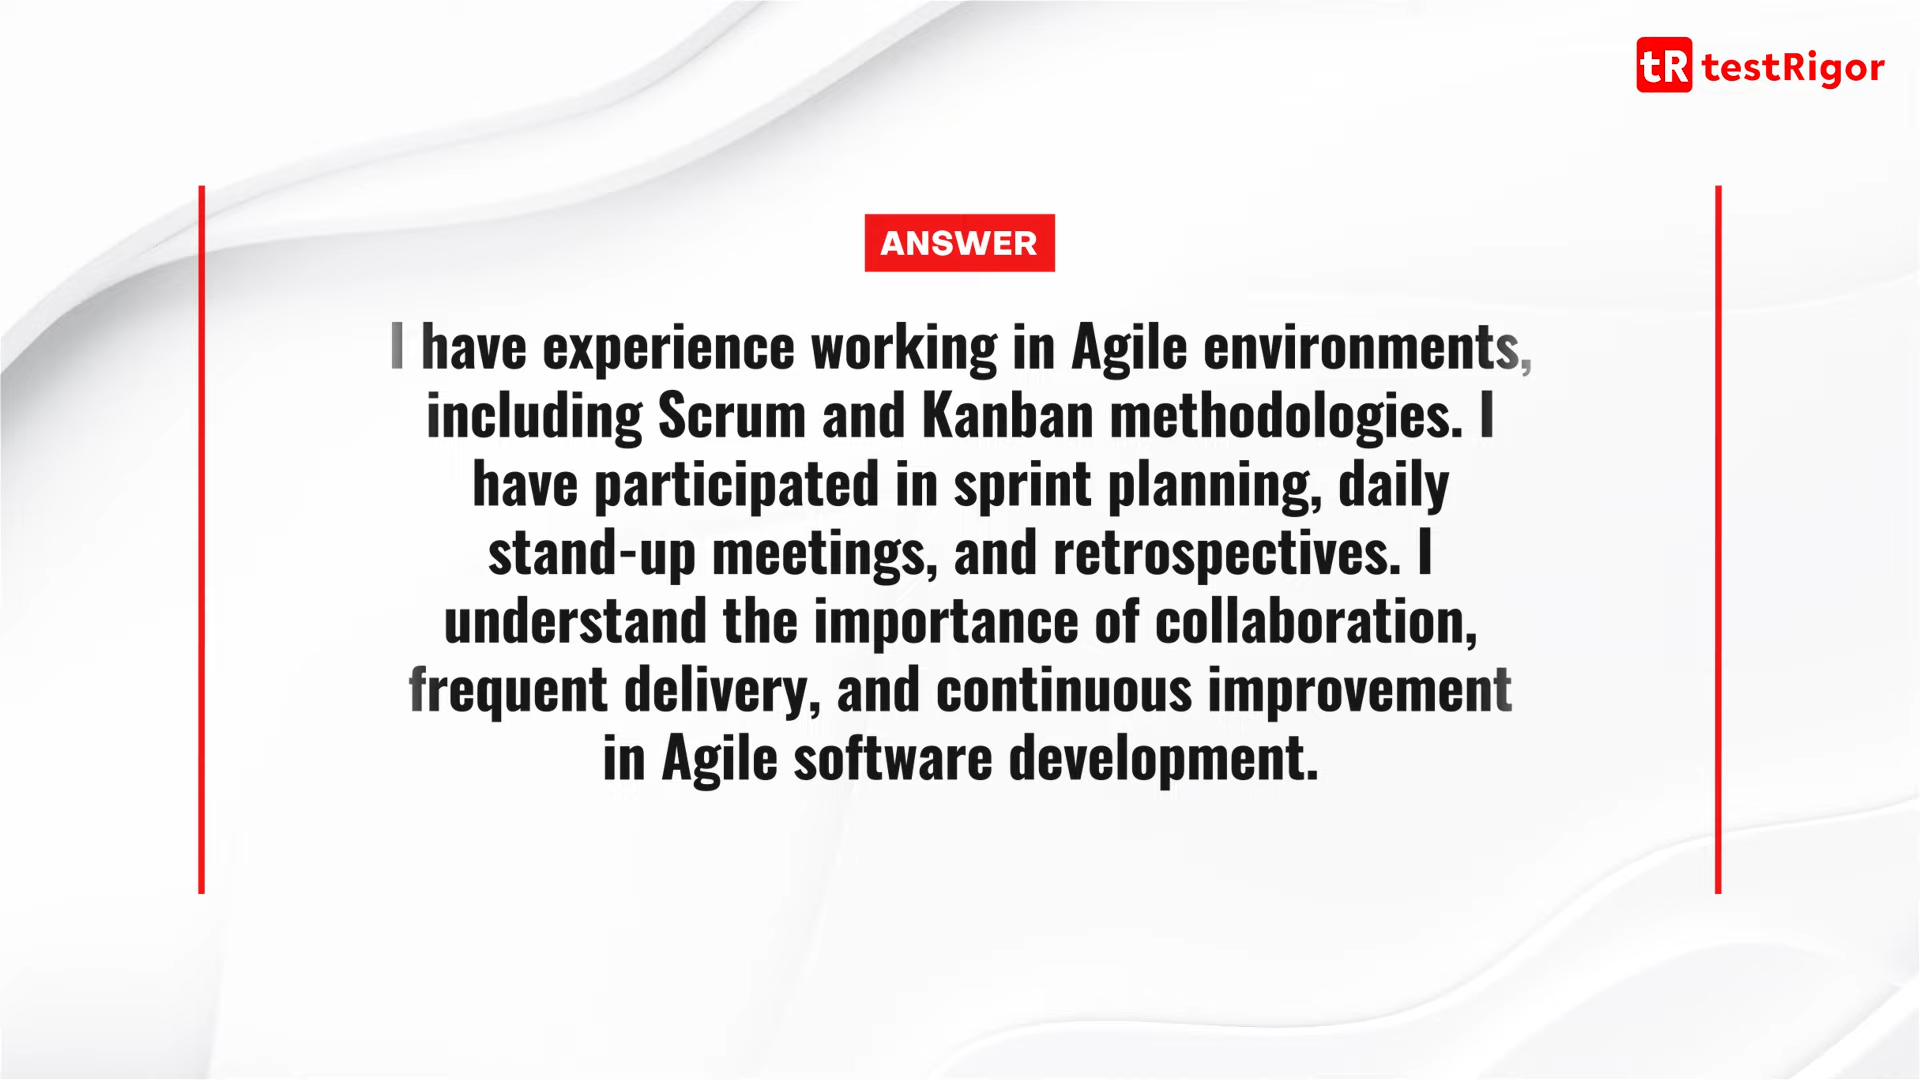 tR testRigor
ANSWER
I have experience working in Agile environments,
including Scrum and Kanban methodologies. I
have participated in sprint planning, daily
stand-up meetings, and retrospectives. I
understand the importance of collaboration,
frequent delivery, and continuous improvement
in Agile software development.